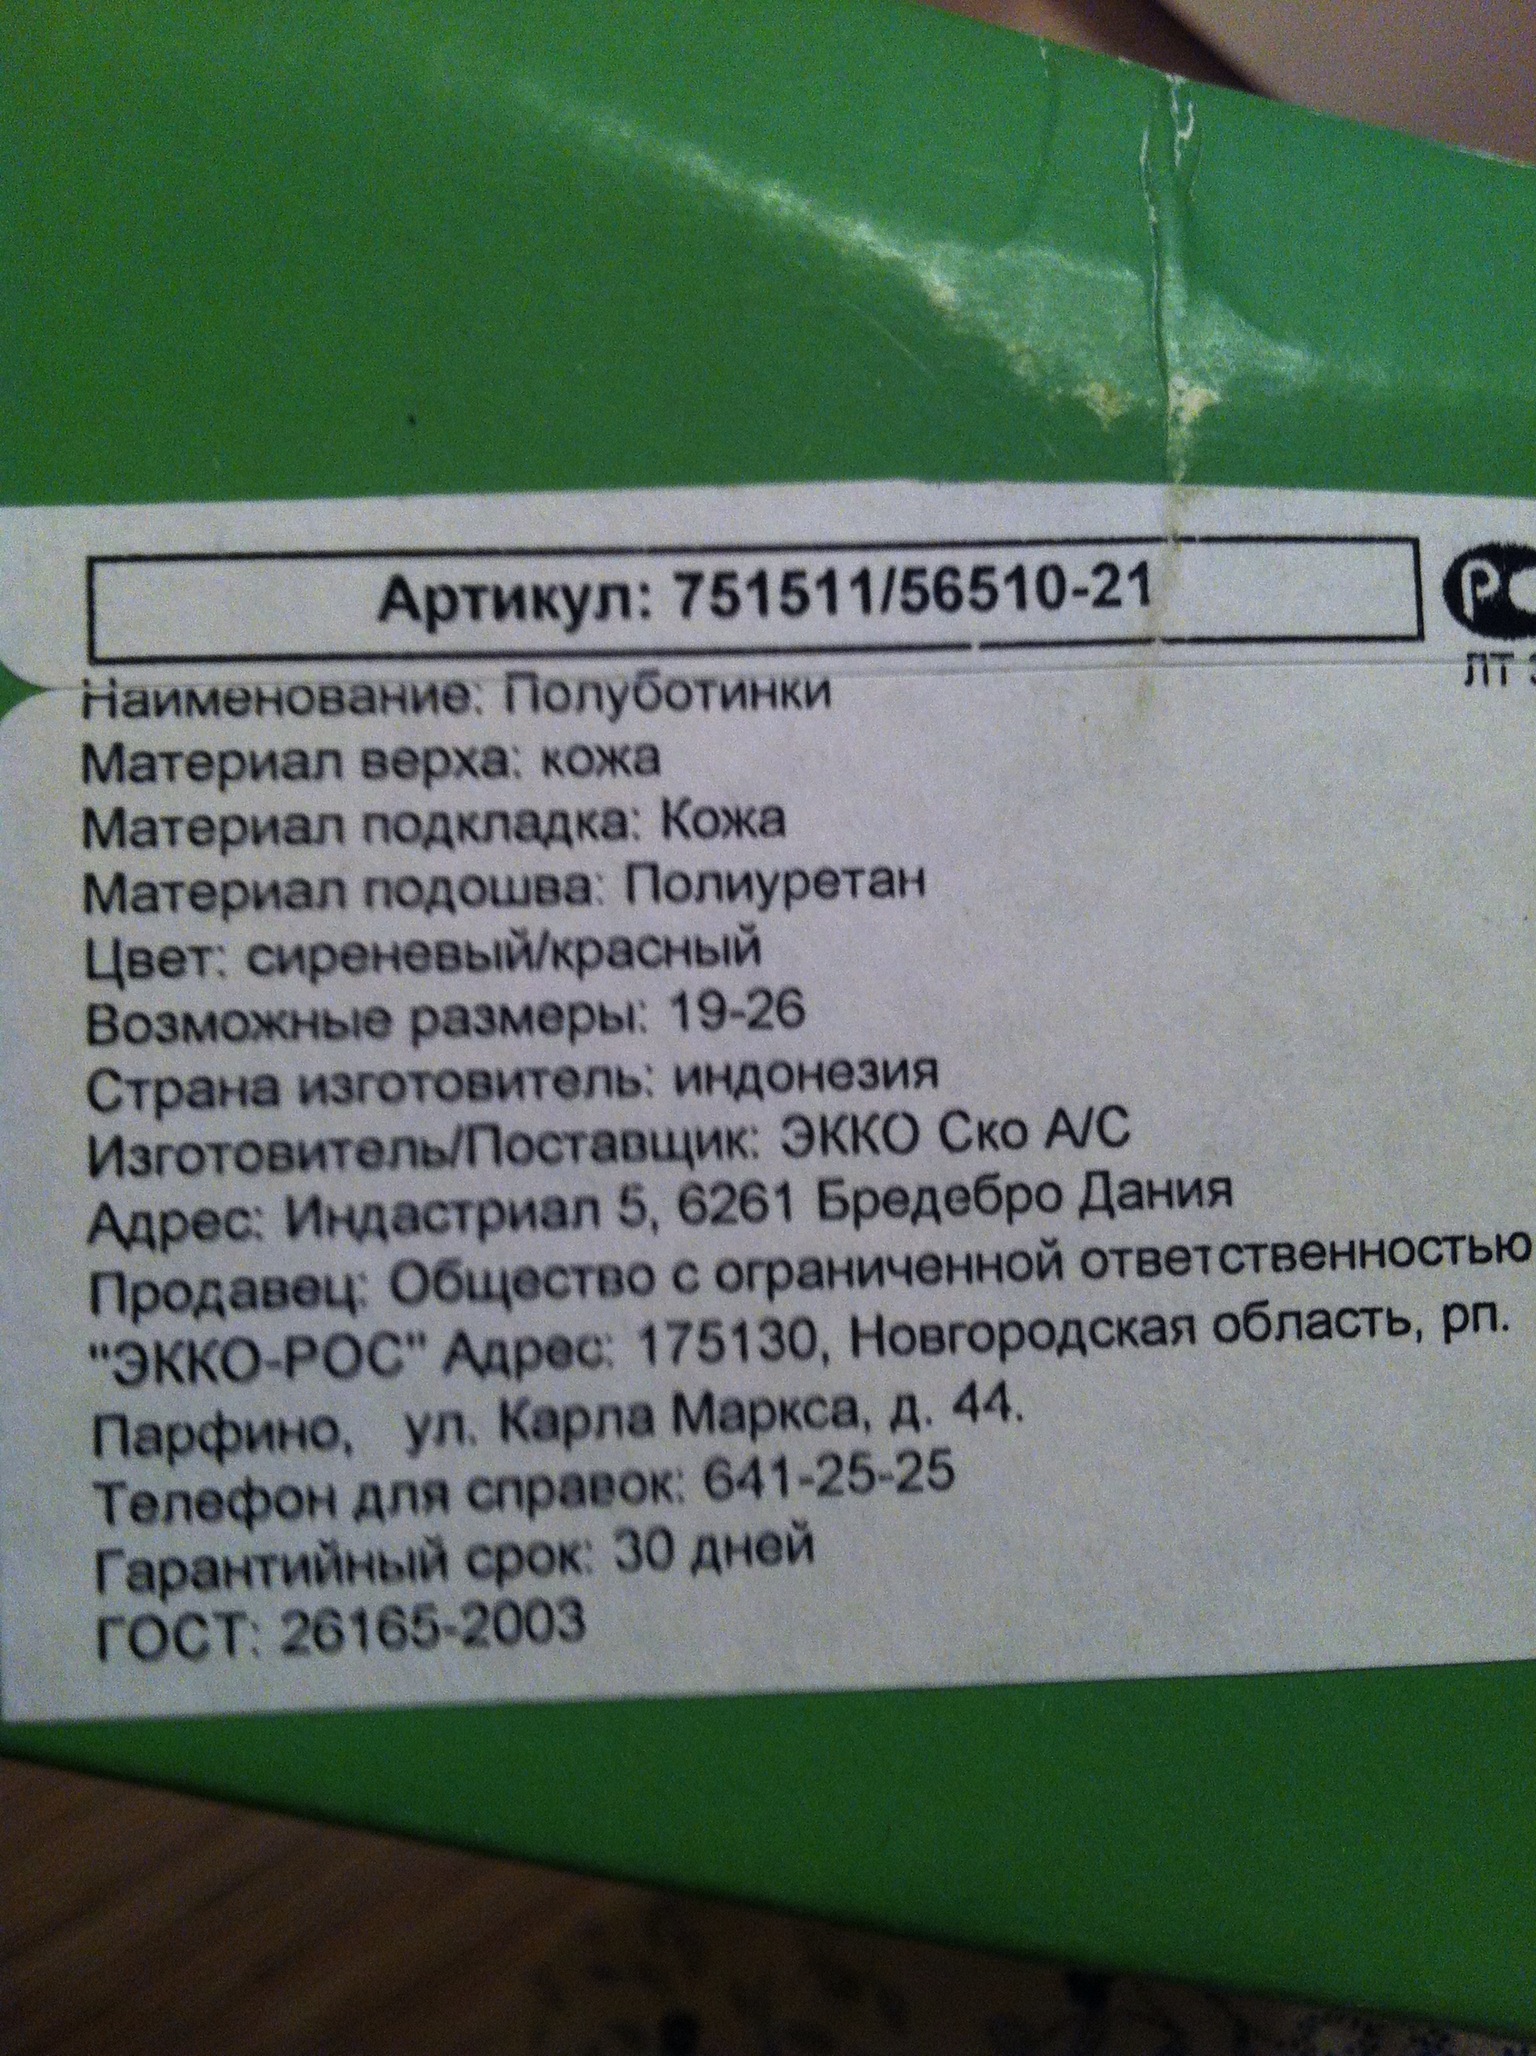 Артикул: 751511/56510-21
ЛТ
Наименование: Полуботинки
Материал верха: кожа
Материал подкладка: Кожа
Материал подошва: Полиуретан
Цвет: сиреневый/красный
Возможные размеры: 19-26
Страна изготовитель: индонезия
Изготовитель/Поставщик: ЭККО Ско А/С
Адрес: Индастриал 5, 6261 Бредебро Дания
Продавец: Общество с ограниченной ответственностью
"ЭККО-РОС" Адрес: 175130, Новгородская область, рп.
Парфино, ул. Карла Маркса, д. 44.
Телефон для справок: 641-25-25
Гарантийный срок: 30 дней
ГОСТ: 26165-2003